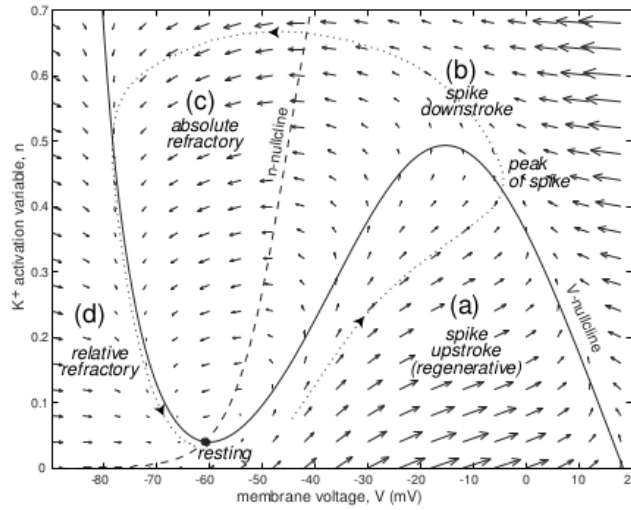 0.7
0.6
0.5
0.4
0.3
0.2
0.1
0
K+ activation variable, n
(c)
absolute
refractory
n-nullcline
(b)
spike
downstroke
peak
of spike
(a)
spike
upstroke
(regenerative)
V-nullcline
(d)
relative
refractory
resting
-80 -70 -60 -50 -40 -30 -20 -10 0 10
membrane voltage, V (mV)